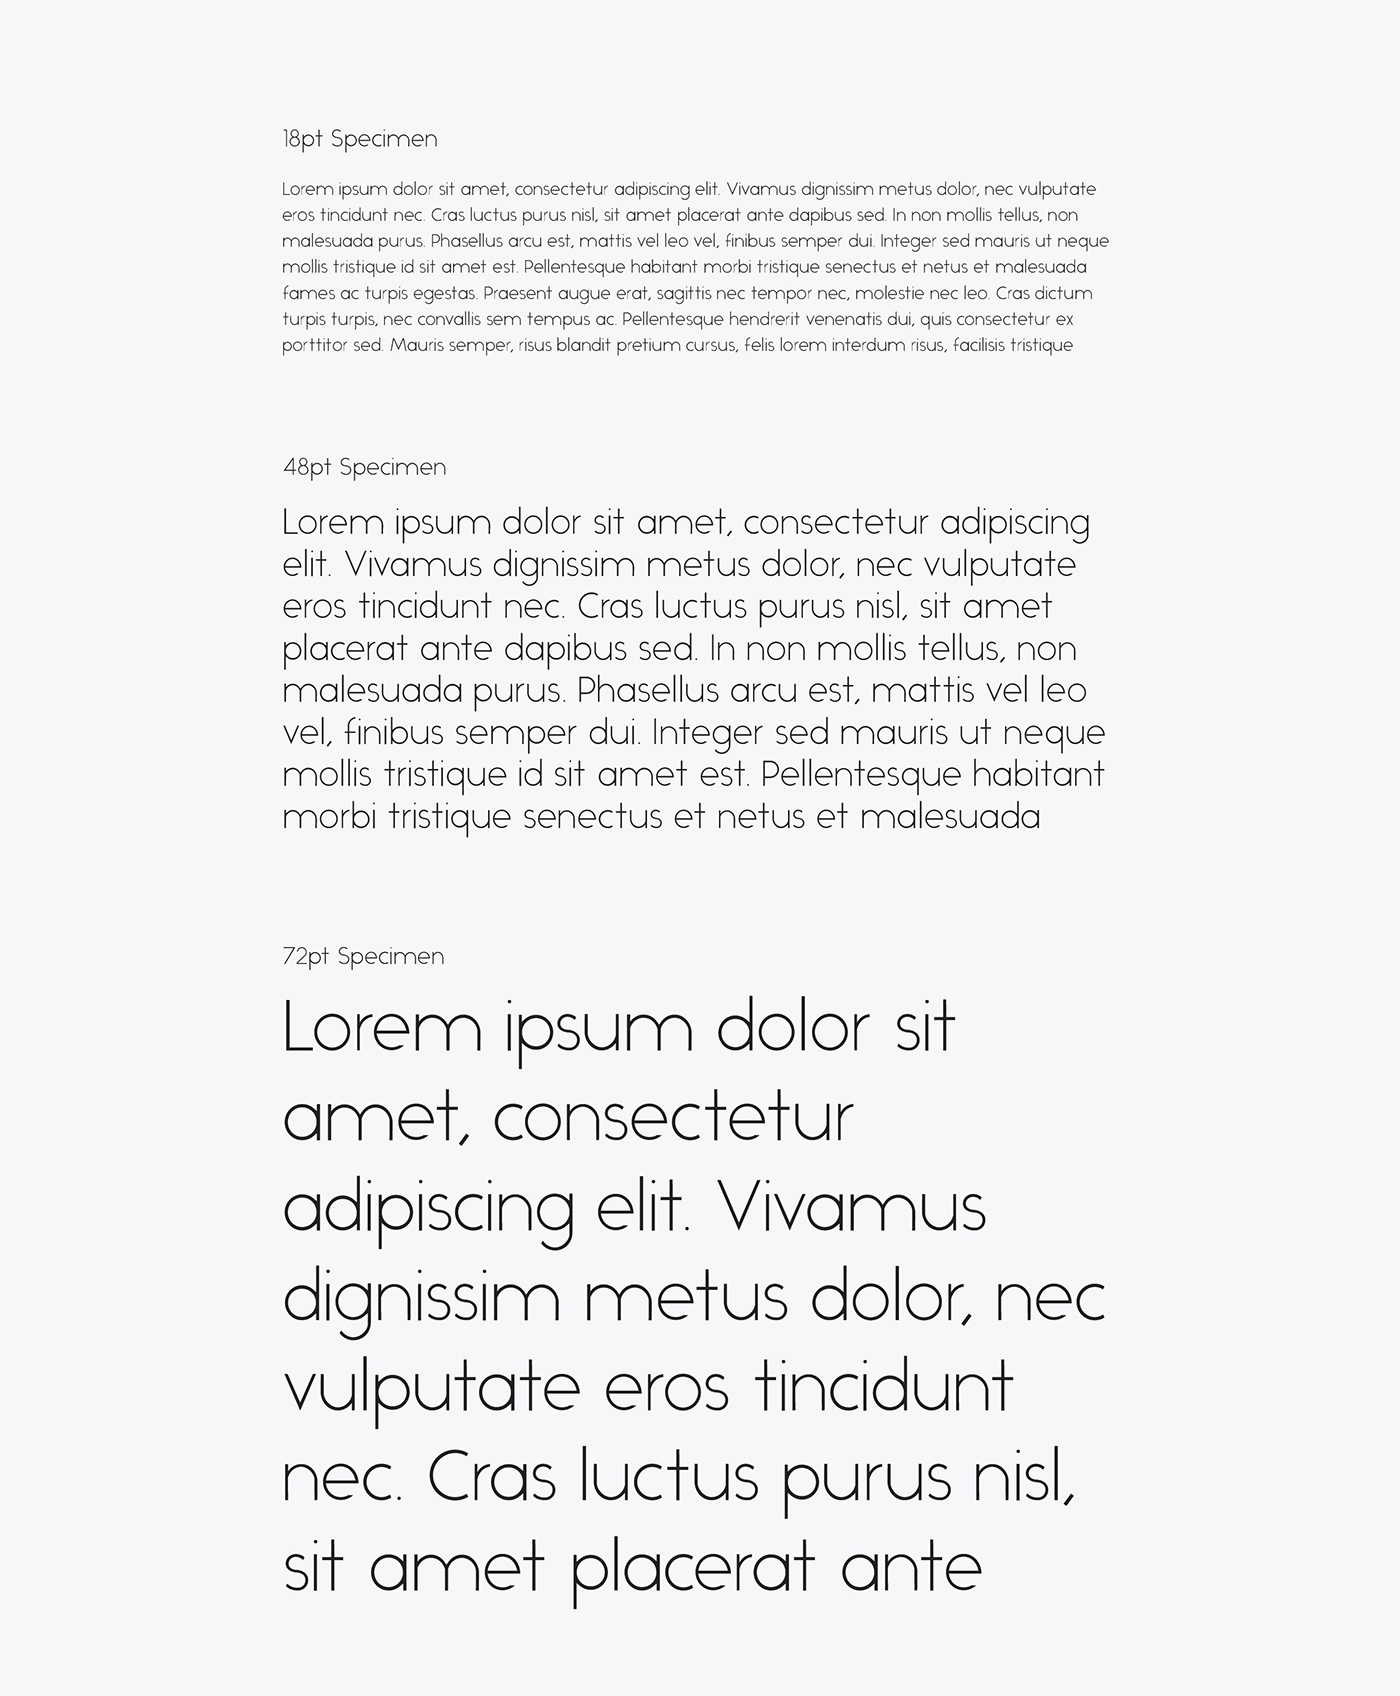 18pt Specimen
Lorem ipsum dolor sit amet, consectetur adipiscing elit. Vivamus dignissim metus dolor, nec vulputate
eros tincidunt nec. Cras luctus purus nisl, sit amet placerat ante dapibus sed. In non mollis tellus, non
malesuada purus. Phasellus arcu est, mattis vel leo vel, finibus semper dui. Integer sed mauris ut neque
mollis tristique id sit amet est. Pellentesque habitant morbi tristique senectus et netus et malesuada
fames ac turpis egestas. Praesent augue erat, sagittis nec tempor nec, molestie nec leo. Cras dictum
turpis turpis, nec convallis sem tempus ac. Pellentesque hendrerit venenatis dui, quis consectetur ex
porttitor sed. Mauris semper, risus blandit pretium cursus, felis lorem interdum risus, facilisis tristique
48pt Specimen
Lorem ipsum dolor sit amet, consectetur adipiscing
elit. Vivamus dignissim metus dolor, nec vulputate
eros tincidunt nec. Cras luctus purus nisl, sit amet
placerat ante dapibus sed. In non mollis tellus, non
malesuada purus. Phasellus arcu est, mattis vel leo
vel, finibus semper dui. Integer sed mauris ut neque
mollis tristique id sit amet est. Pellentesque habitant
morbi tristique senectus et netus et malesuada
72pt Specimen
Lorem ipsum dolor sit
amet, consectetur
adipiscing elit. Vivamus
dignissim metus dolor, nec
vulputate eros tincidunt
nec. Cras luctus purus nisl,
sit amet placerat ante